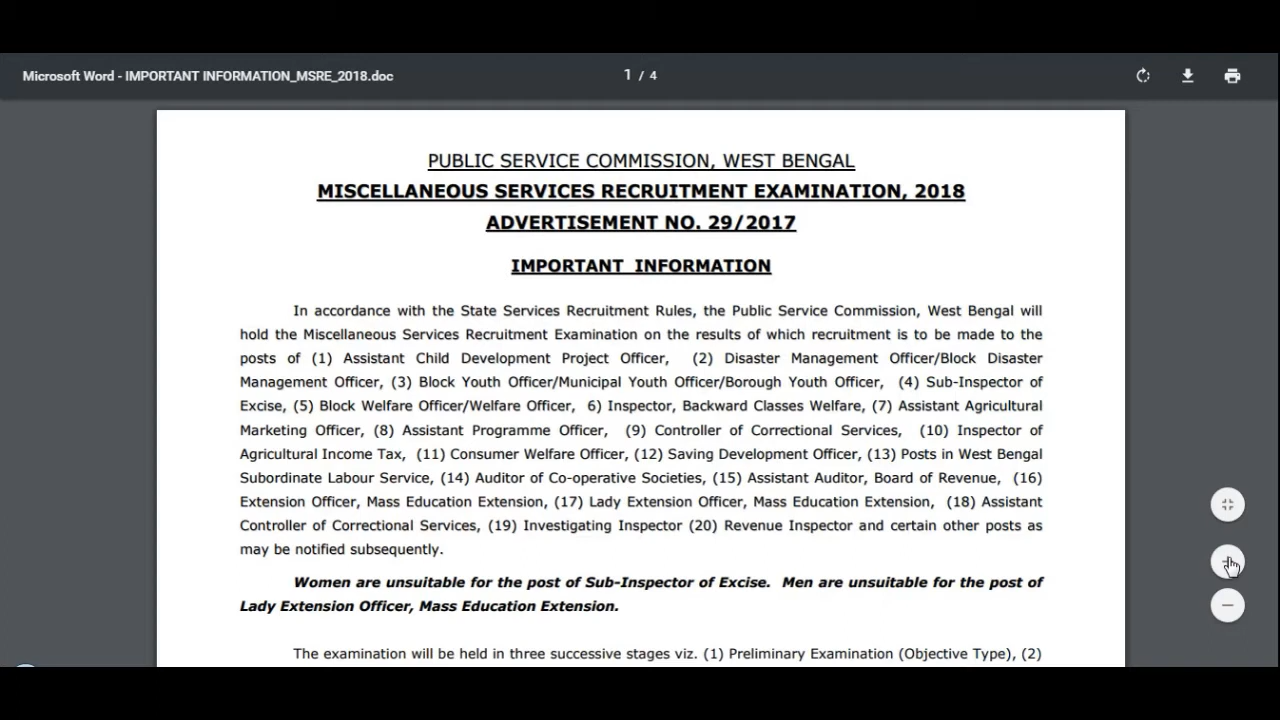 Microsoft Word - IMPORTANT INFORMATION_MSRE_2018.doc
1 / 4
PUBLIC SERVICE COMMISSION, WEST BENGAL
MISCELLANEOUS SERVICES RECRUITMENT EXAMINATION, 2018
ADVERTISEMENT NO. 29/2017
IMPORTANT INFORMATION
In accordance with the State Services Recruitment Rules, the Public Service Commission, West Bengal will
hold the Miscellaneous Services Recruitment Examination on the results of which recruitment is to be made to the
posts of (1) Assistant Child Development Project Officer, (2) Disaster Management Officer/Block Disaster
Management Officer, (3) Block Youth Officer/Municipal Youth Officer/Borough Youth Officer, (4) Sub-Inspector of
Excise, (5) Block Welfare Officer/Welfare Officer, 6) Inspector, Backward Classes Welfare, (7) Assistant Agricultural
Marketing Officer, (8) Assistant Programme Officer, (9) Controller of Correctional Services, (10) Inspector of
Agricultural Income Tax, (11) Consumer Welfare Officer, (12) Saving Development Officer, (13) Posts in West Bengal
Subordinate Labour Service, (14) Auditor of Co-operative Societies, (15) Assistant Auditor, Board of Revenue, (16)
Extension Officer, Mass Education Extension, (17) Lady Extension Officer, Mass Education Extension, (18) Assistant
Controller of Correctional Services, (19) Investigating Inspector (20) Revenue Inspector and certain other posts as
may be notified subsequently.
Women are unsuitable for the post of Sub-Inspector of Excise. Men are unsuitable for the post of
Lady Extension Officer, Mass Education Extension.
The examination will be held in three successive stages viz. (1) Preliminary Examination (Objective Type), (2)